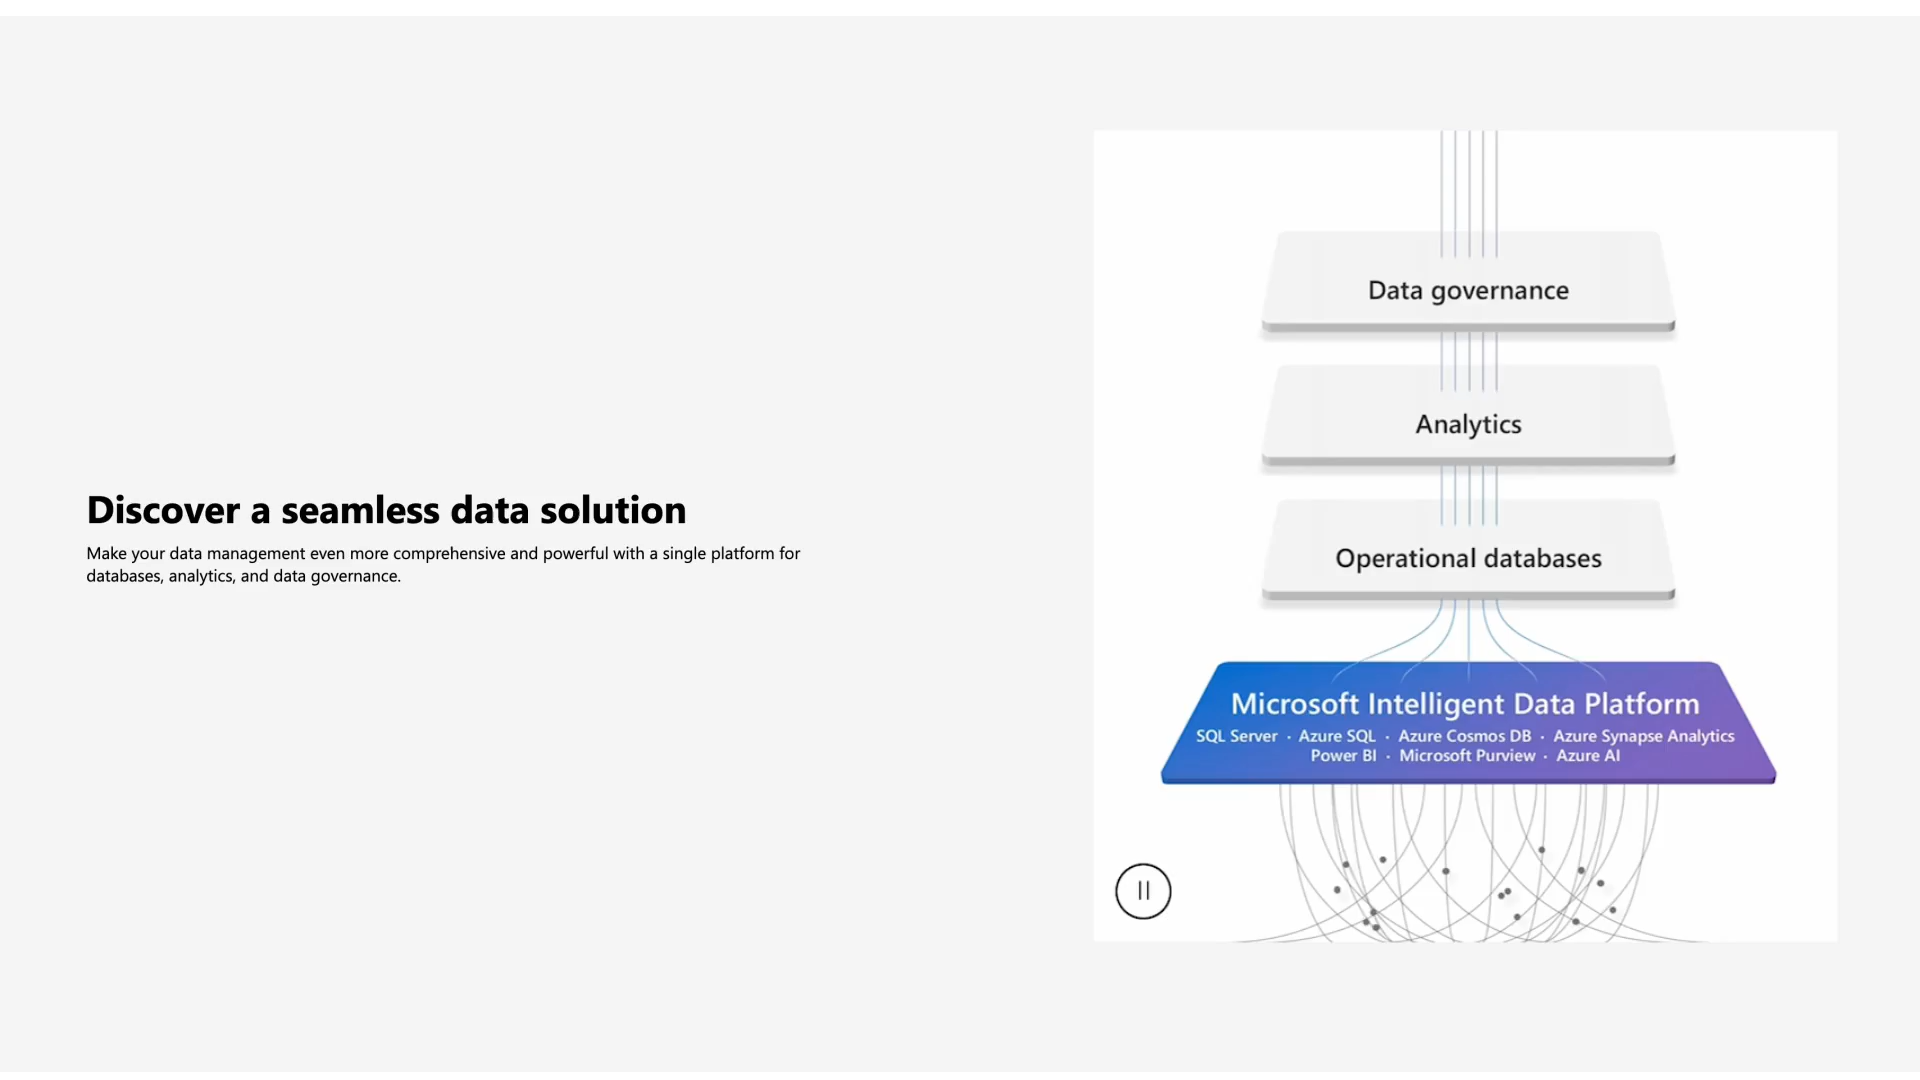 Discover a seamless data solution
Make your data management even more comprehensive and powerful with a single platform for
databases, analytics, and data governance.
Data governance
Analytics
Operational databases
Microsoft Intelligent Data Platform
SQL Server · Azure SQL · Azure Cosmos DB · Azure Synapse Analytics
Power BI · Microsoft Purview · Azure AI